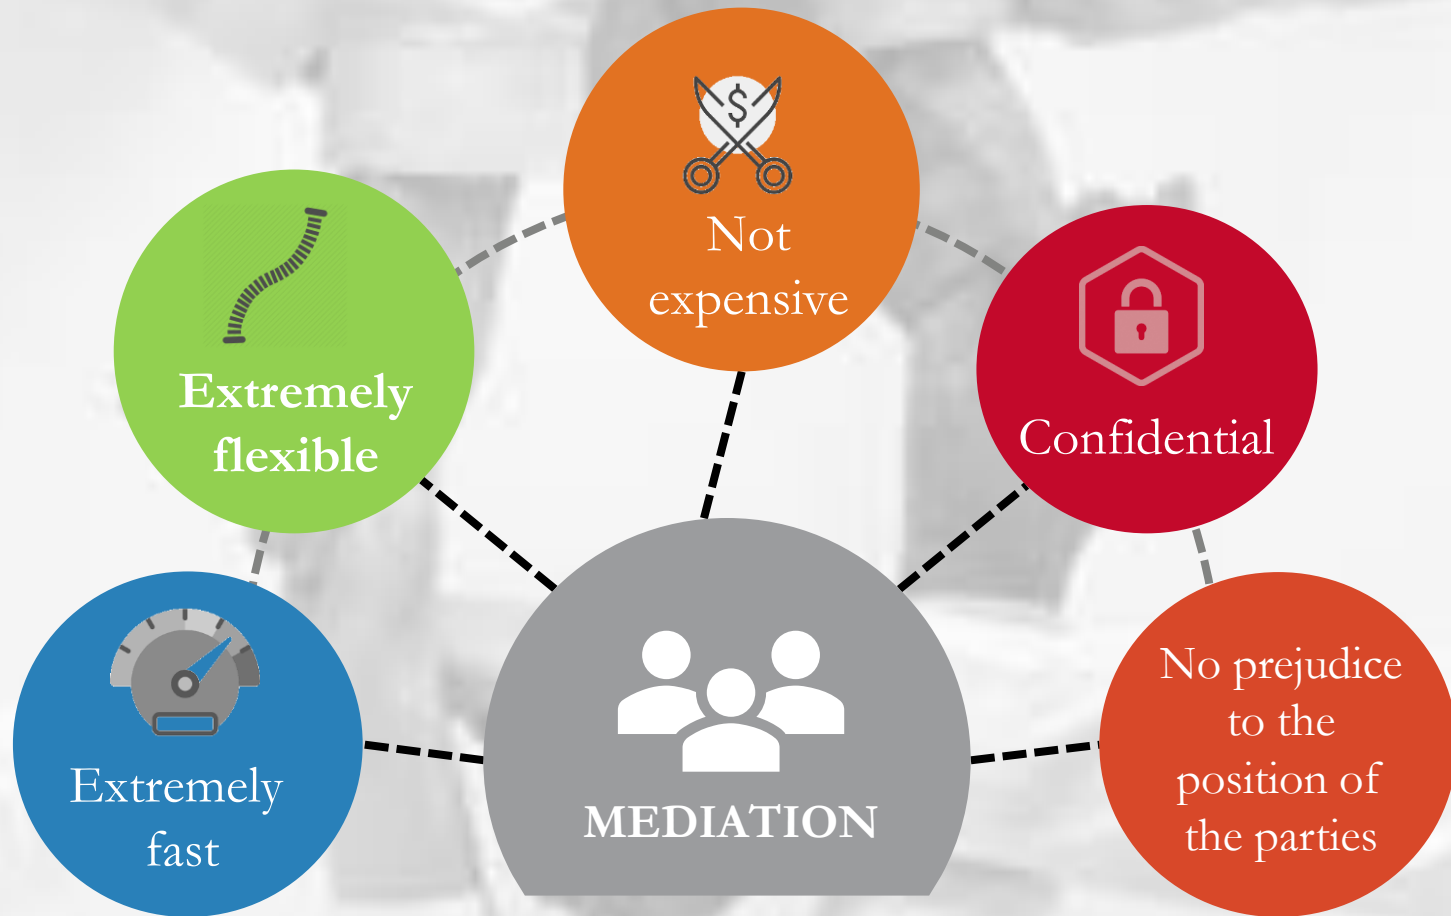 $
Not
expensive
Extremely
flexible
Confidential
Extremely
fast
MEDIATION
No prejudice
to the
position of
the parties